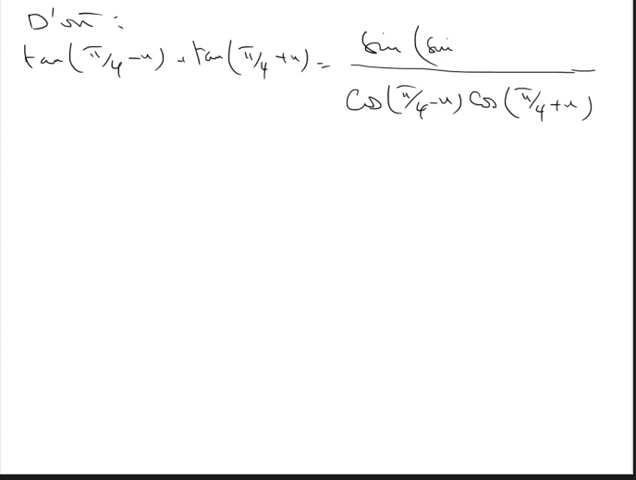 D'où :
tan(π/4-x) + tan(π/4+x) = sin(sin
cos(π/4-x) cos(π/4+x)